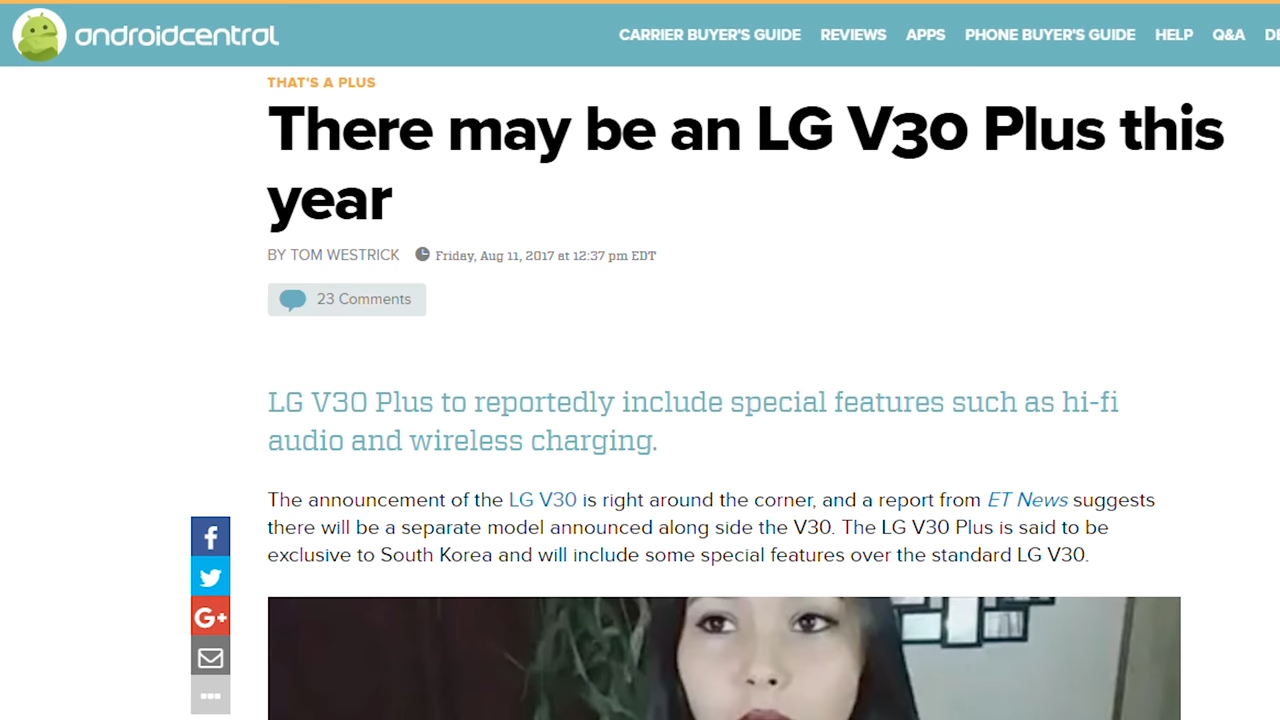 androidcentral
CARRIER BUYER'S GUIDE REVIEWS APPS PHONE BUYER'S GUIDE HELP Q&A
THAT'S A PLUS
There may be an LG V30 Plus this
year
BY TOM WESTRICK Friday, Aug 11, 2017 at 12:37 pm EDT
23 Comments
LG V30 Plus to reportedly include special features such as hi-fi
audio and wireless charging.
The announcement of the LG V30 is right around the corner, and a report from ET News suggests
there will be a separate model announced along side the V30. The LG V30 Plus is said to be
exclusive to South Korea and will include some special features over the standard LG V30.
f
G+